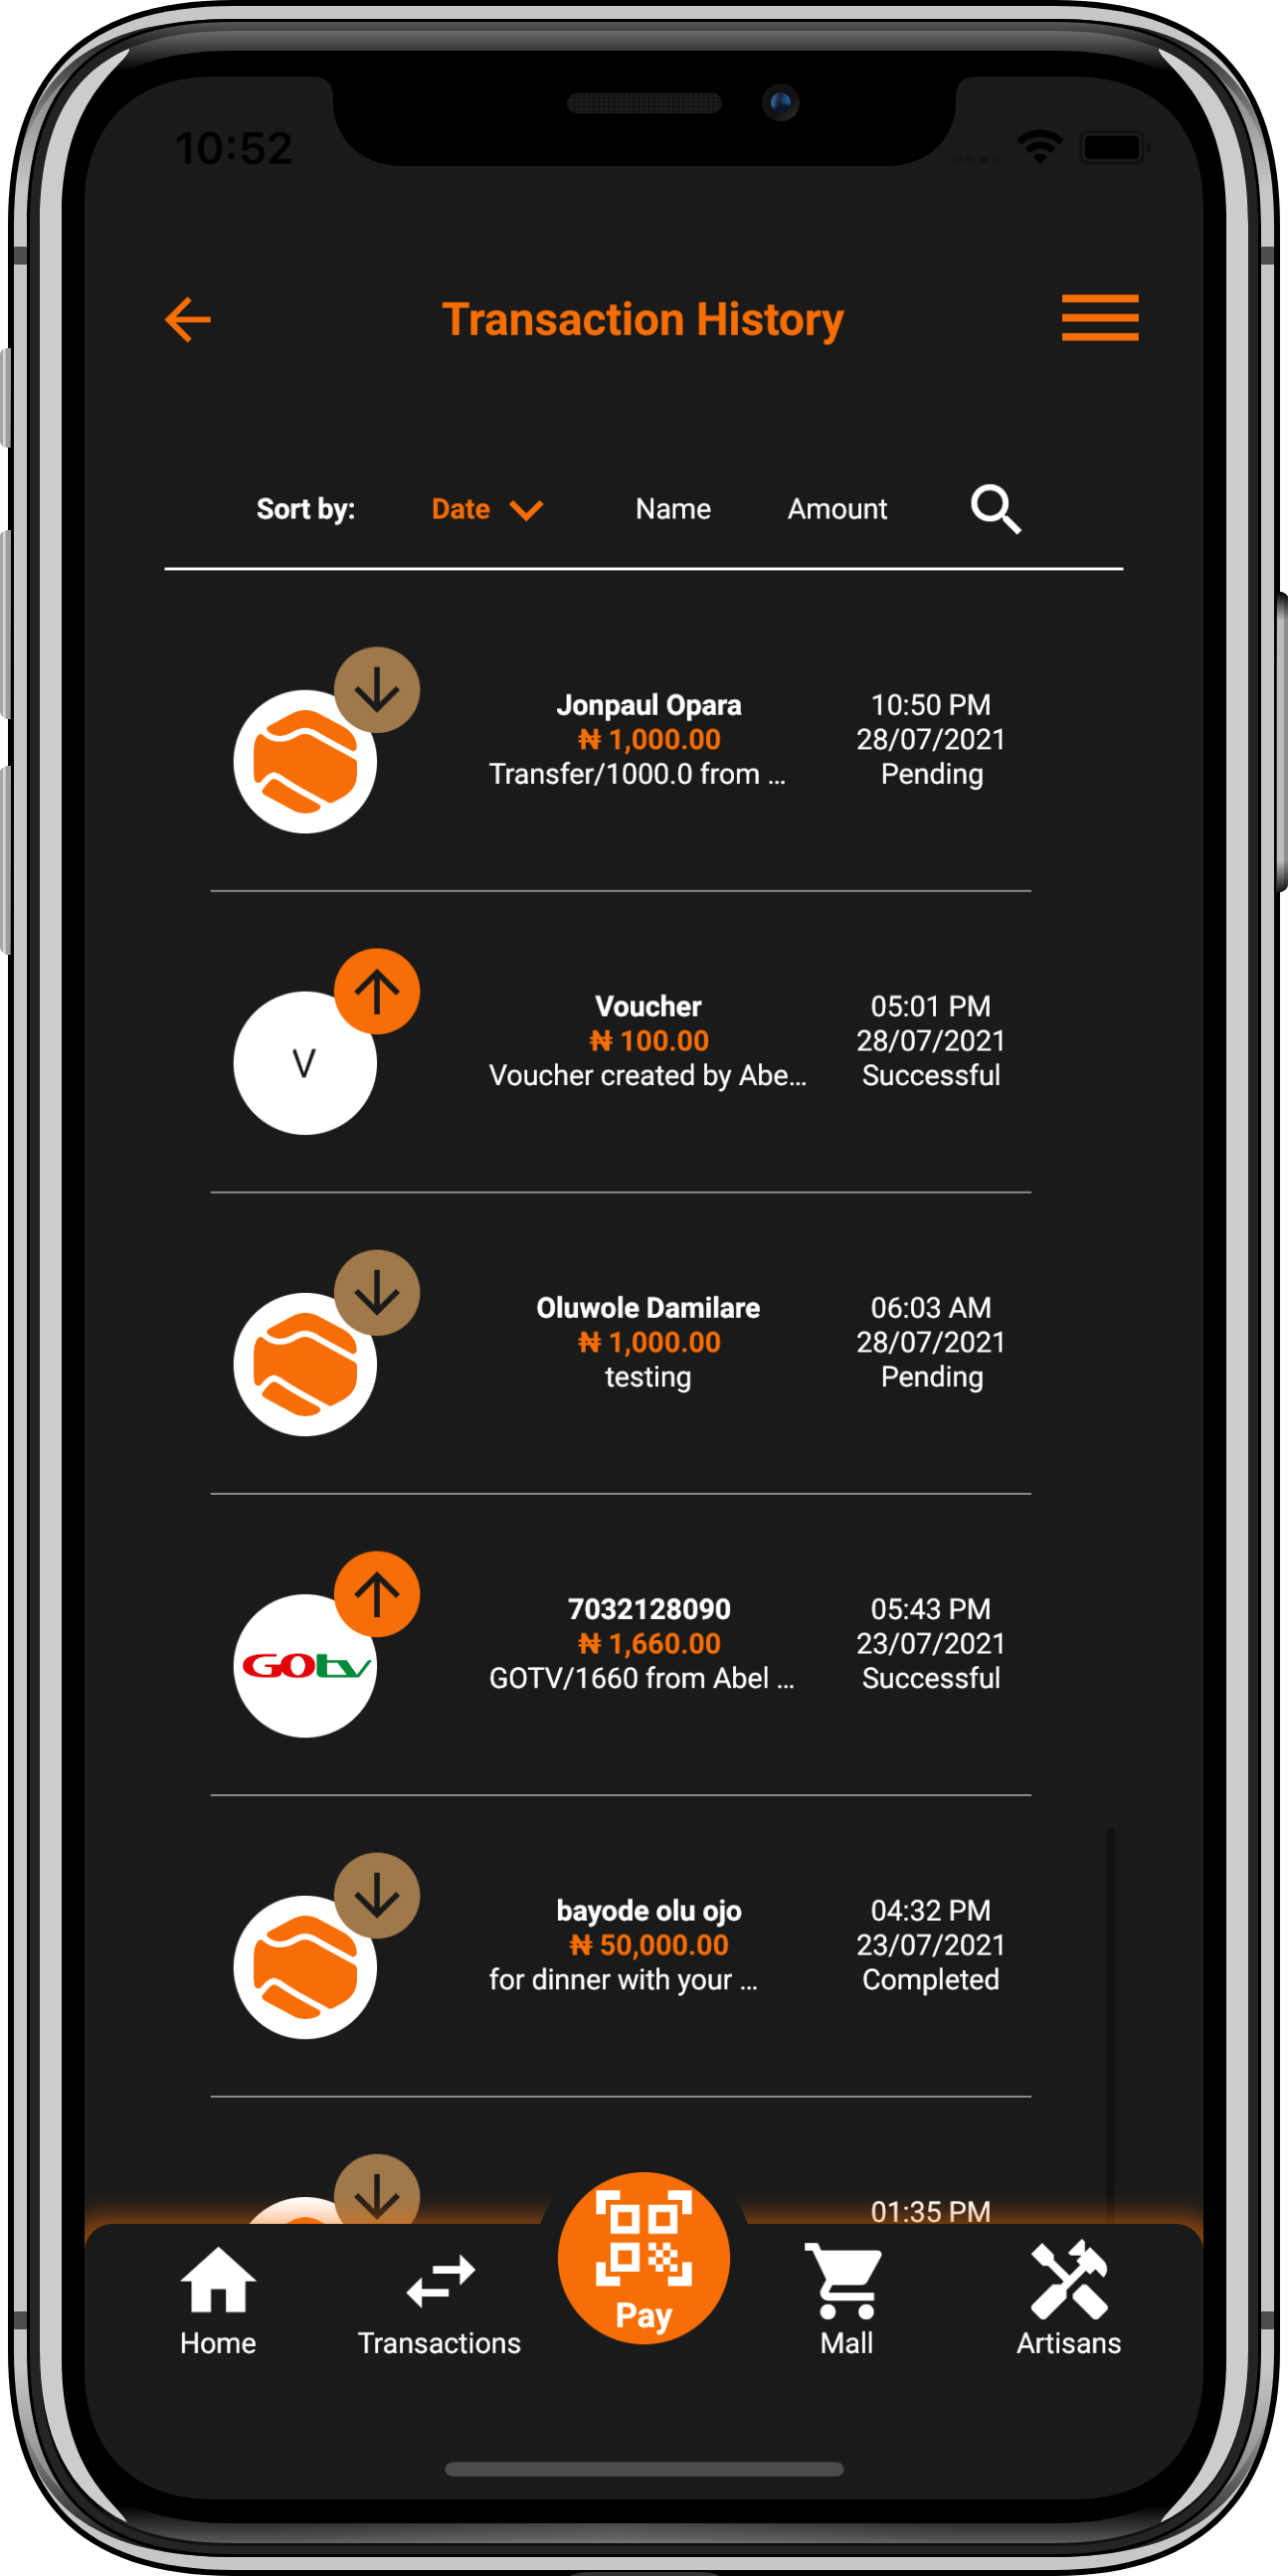 10:52
Transaction History
Sort by: Date Name Amount
Jonpaul Opara
₦ 1,000.00
Transfer/1000.0 from ...
10:50 PM
28/07/2021
Pending
V
Voucher
₦ 100.00
Voucher created by Abe...
05:01 PM
28/07/2021
Successful
Oluwole Damilare
₦ 1,000.00
testing
06:03 AM
28/07/2021
Pending
GOtv
7032128090
₦ 1,660.00
GOTV/1660 from Abel ...
05:43 PM
23/07/2021
Successful
bayode olu ojo
₦ 50,000.00
for dinner with your ...
04:32 PM
23/07/2021
Completed
01:35 PM
Home
Transactions
Pay
Mall
Artisans